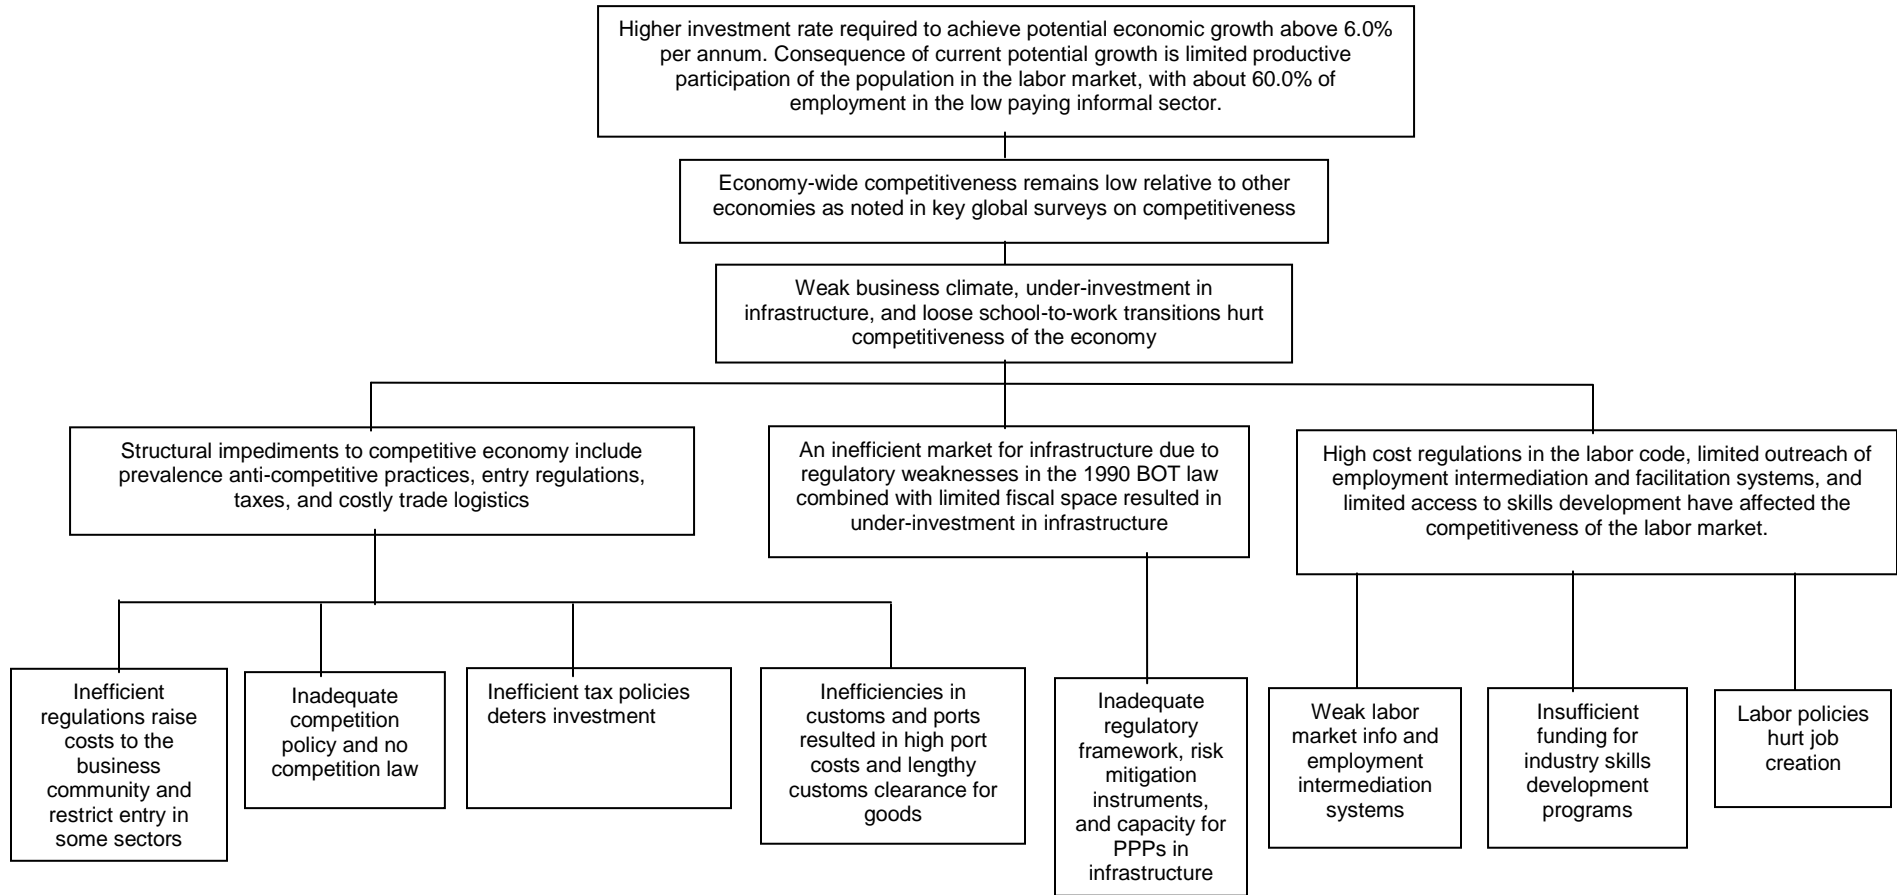 Higher investment rate required to achieve potential economic growth above 6.0%
per annum. Consequence of current potential growth is limited productive
participation of the population in the labor market, with about 60.0% of
employment in the low paying informal sector.
Economy-wide competitiveness remains low relative to other
economies as noted in key global surveys on competitiveness
Weak business climate, under-investment in
infrastructure, and loose school-to-work transitions hurt
competitiveness of the economy
Structural impediments to competitive economy include
prevalence anti-competitive practices, entry regulations,
taxes, and costly trade logistics
An inefficient market for infrastructure due to
regulatory weaknesses in the 1990 BOT law
combined with limited fiscal space resulted in
under-investment in infrastructure
High cost regulations in the labor code, limited outreach of
employment intermediation and facilitation systems, and
limited access to skills development have affected the
competitiveness of the labor market.
Inefficient
regulations raise
costs to the
business
community and
restrict entry in
some sectors
Inadequate
competition
policy and no
competition law
Inefficient tax policies
deters investment
Inefficiencies in
customs and ports
resulted in high port
costs and lengthy
customs clearance for
goods
Inadequate
regulatory
framework, risk
mitigation
instruments,
and capacity for
PPPs in
infrastructure
Weak labor
market info and
employment
intermediation
systems
Insufficient
funding for
industry skills
development
programs
Labor policies
hurt job
creation